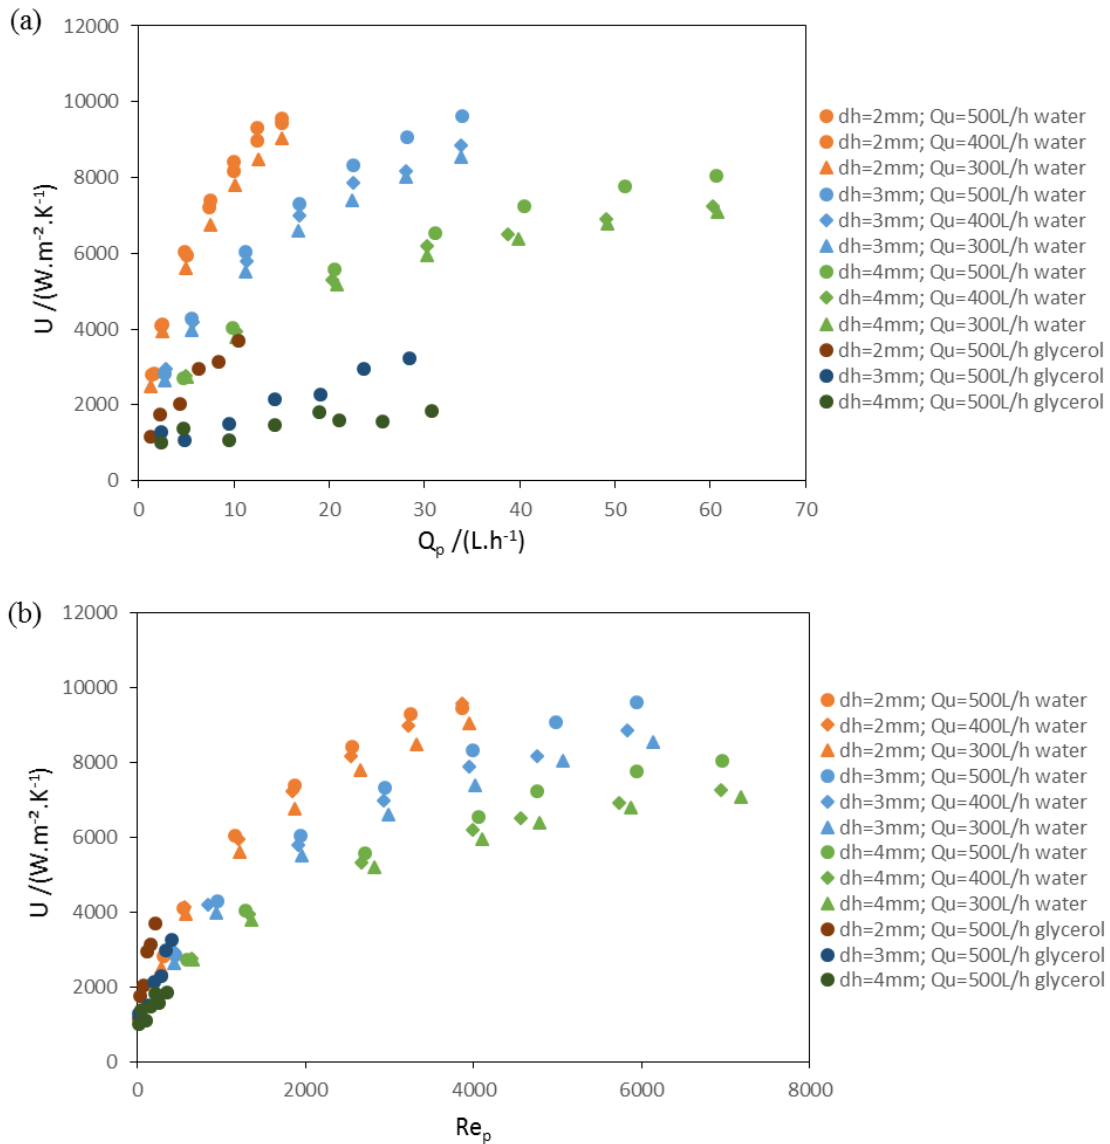 (a)
12000
10000
8000
6000
4000
2000
0
U /(W.m⁻².K⁻¹)
0 10 20 30 40 50 60 70
Qₚ /(L.h⁻¹)
dh=2mm; Qu=500L/h water
dh=2mm; Qu=400L/h water
dh=2mm; Qu=300L/h water
dh=3mm; Qu=500L/h water
dh=3mm; Qu=400L/h water
dh=3mm; Qu=300L/h water
dh=4mm; Qu=500L/h water
dh=4mm; Qu=400L/h water
dh=4mm; Qu=300L/h water
dh=2mm; Qu=500L/h glycerol
dh=3mm; Qu=500L/h glycerol
dh=4mm; Qu=500L/h glycerol
(b)
12000
10000
8000
6000
4000
2000
0
U /(W.m⁻².K⁻¹)
0 2000 4000 6000 8000
Reₚ
dh=2mm; Qu=500L/h water
dh=2mm; Qu=400L/h water
dh=2mm; Qu=300L/h water
dh=3mm; Qu=500L/h water
dh=3mm; Qu=400L/h water
dh=3mm; Qu=300L/h water
dh=4mm; Qu=500L/h water
dh=4mm; Qu=400L/h water
dh=4mm; Qu=300L/h water
dh=2mm; Qu=500L/h glycerol
dh=3mm; Qu=500L/h glycerol
dh=4mm; Qu=500L/h glycerol